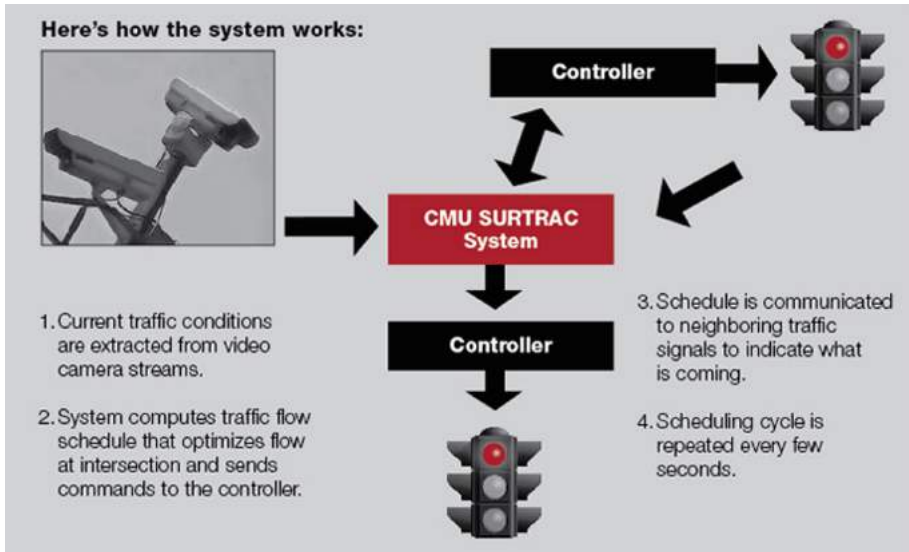 Here's how the system works:
Controller
CMU SURTRAC
System
Controller
1. Current traffic conditions
are extracted from video
camera streams.
2. System computes traffic flow
schedule that optimizes flow
at intersection and sends
commands to the controller.
3. Schedule is communicated
to neighboring traffic
signals to indicate what
is coming.
4. Scheduling cycle is
repeated every few
seconds.